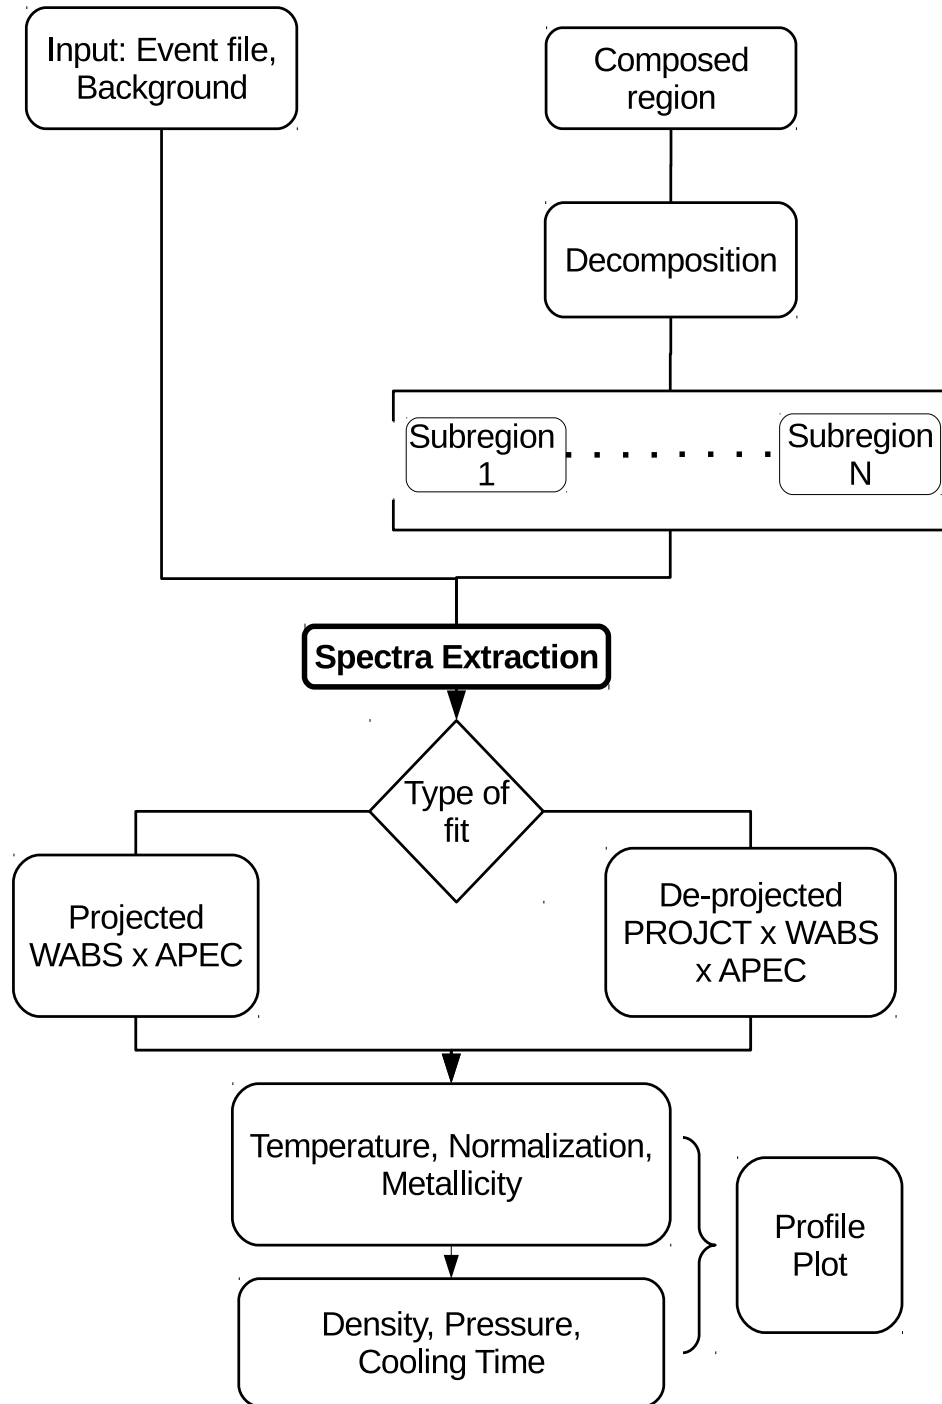 Input: Event file,
Background
Composed
region
Decomposition
Subregion
1
Subregion
N
Spectra Extraction
Type of
fit
Projected
WABS x APEC
De-projected
PROJCT x WABS
x APEC
Temperature, Normalization,
Metallicity
Profile
Plot
Density, Pressure,
Cooling Time